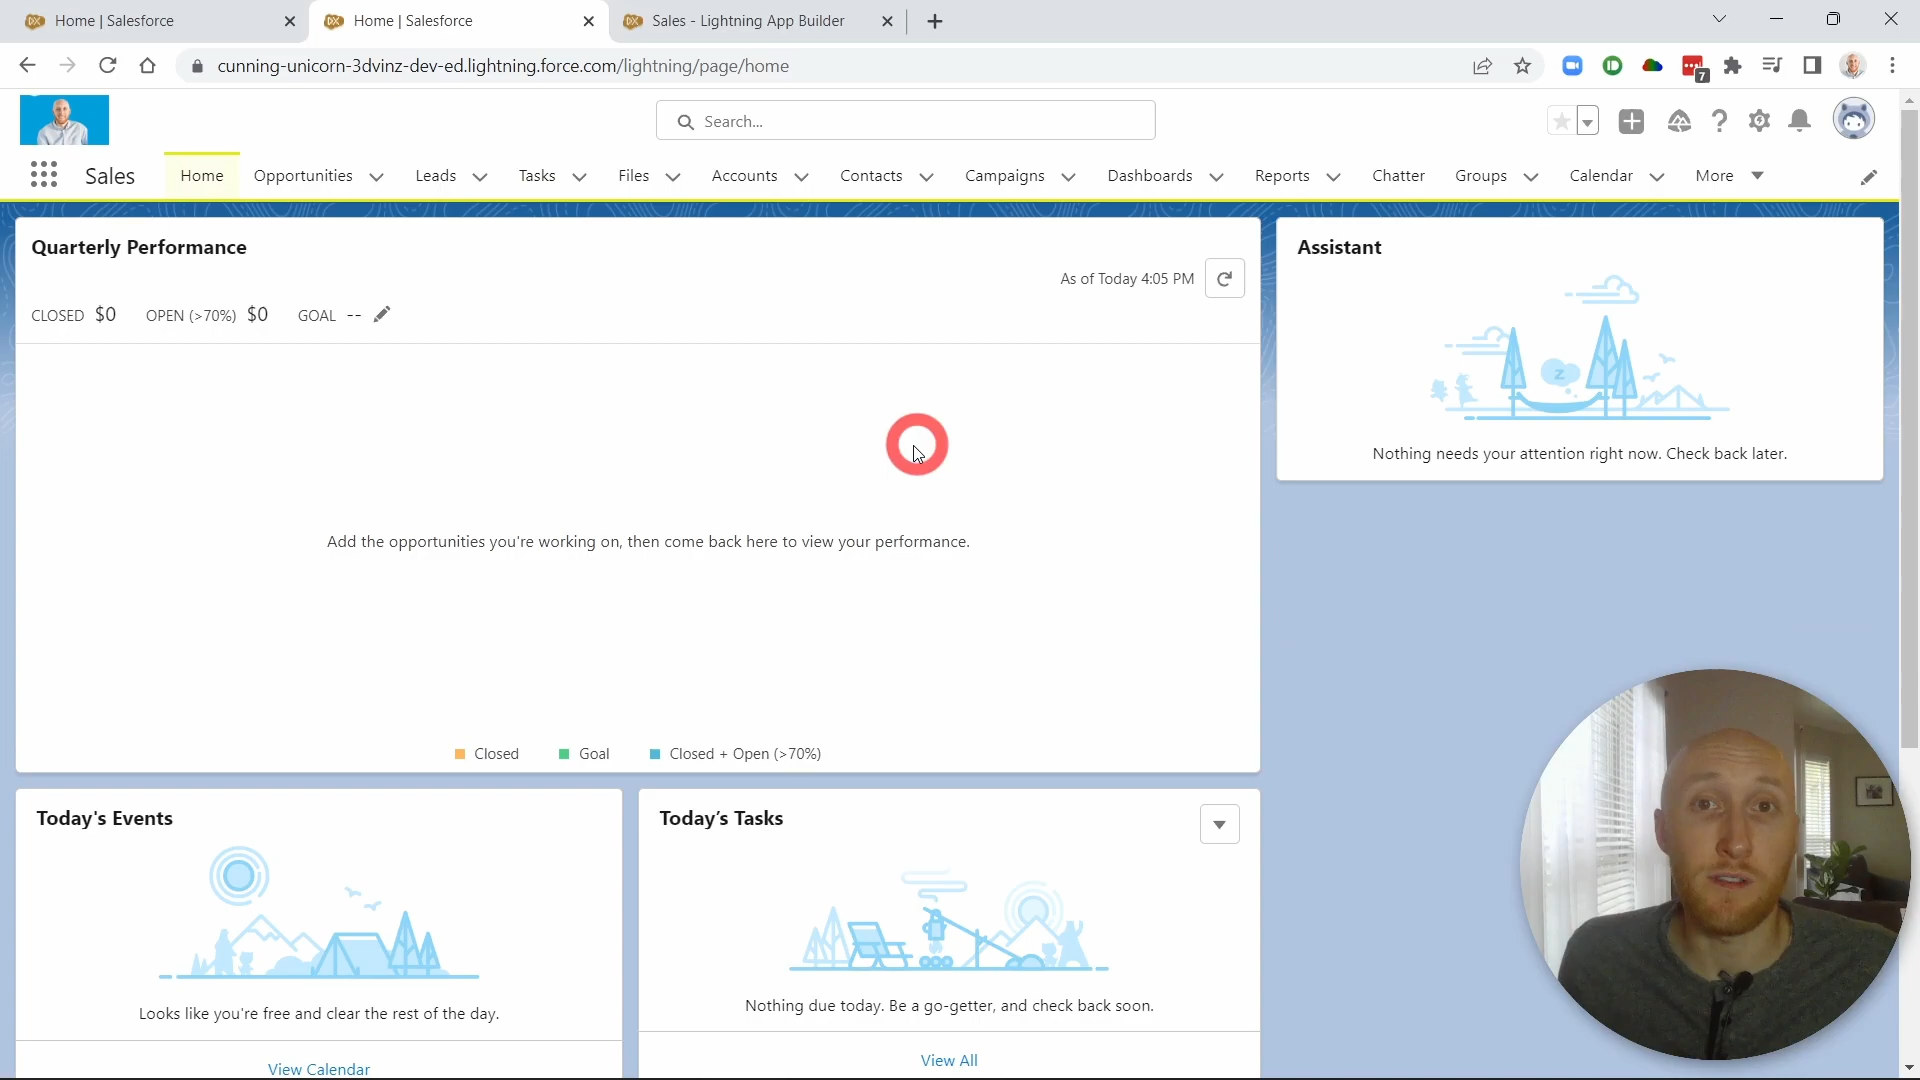 Home | Salesforce
Home | Salesforce
Sales - Lightning App Builder
cunning-unicorn-3dvinz-dev-ed.lightning.force.com/lightning/page/home
7
Search...
Sales
Home
Opportunities
Leads
Tasks
Files
Accounts
Contacts
Campaigns
Dashboards
Reports
Chatter
Groups
Calendar
More
Quarterly Performance
As of Today 4:05 PM
CLOSED $0 OPEN (>70%) $0 GOAL --
Add the opportunities you're working on, then come back here to view your performance.
Closed
Goal
Closed + Open (>70%)
Assistant
z
Nothing needs your attention right now. Check back later.
Today's Events
Looks like you're free and clear the rest of the day.
View Calendar
Today’s Tasks
Nothing due today. Be a go-getter, and check back soon.
View All